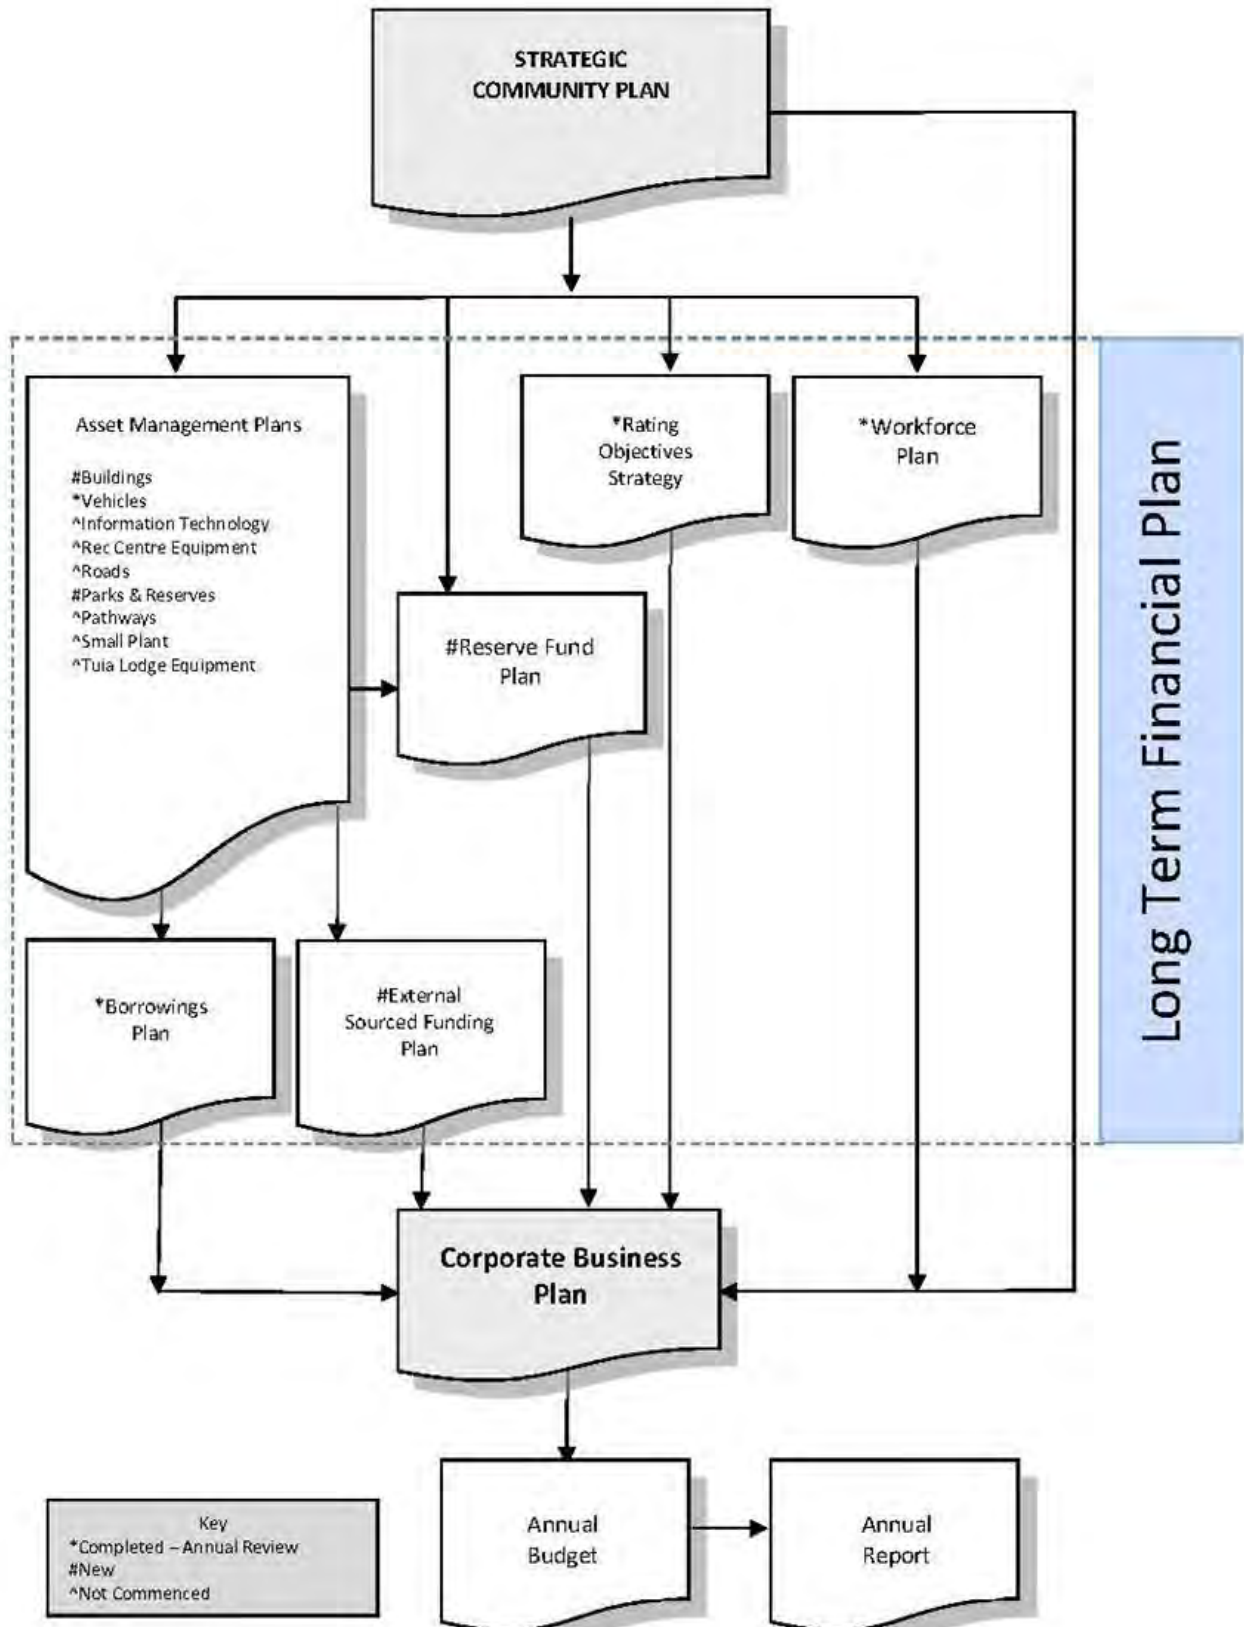 STRATEGIC
COMMUNITY PLAN
Asset Management Plans
#Buildings
*Vehicles
^Information Technology
^Rec Centre Equipment
^Roads
#Parks & Reserves
^Pathways
^Small Plant
^Tuia Lodge Equipment
*Rating
Objectives
Strategy
*Workforce
Plan
#Reserve Fund
Plan
Long Term Financial Plan
*Borrowings
Plan
#External
Sourced Funding
Plan
Corporate Business
Plan
Annual
Budget
Annual
Report
Key
*Completed – Annual Review
#New
^Not Commenced